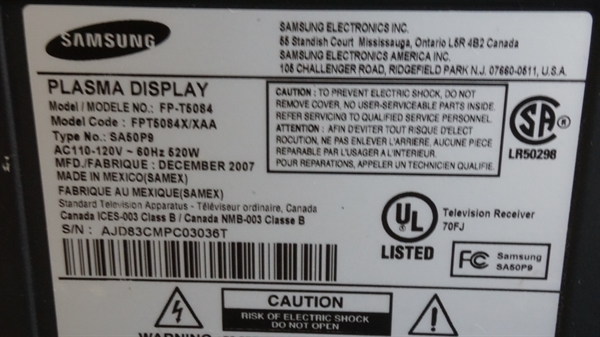 SAMSUNG
SAMSUNG ELECTRONICS INC.
55 Standish Court Mississauga, Ontario L5R 4B2 Canada
SAMSUNG ELECTRONICS AMERICA INC.
105 CHALLENGER ROAD, RIDGEFIELD PARK N.J. 07660-0511, U.S.A.
PLASMA DISPLAY
Model / MODELE NO.: FP-T5084
Model Code : FPT5084X/XAA
Type No.: SA50P9
AC110-120V ~ 60Hz 520W
MFD./FABRIQUE : DECEMBER 2007
MADE IN MEXICO(SAMEX)
FABRIQUE AU MEXIQUE(SAMEX)
Standard Television Apparatus - Téléviseur ordinaire, Canada
Canada ICES-003 Class B / Canada NMB-003 Classe B
S/N : AJD83CMPC03036T
CAUTION : TO PREVENT ELECTRIC SHOCK, DO NOT
REMOVE COVER, NO USER SERVICEABLE PARTS INSIDE.
REFER SERVICING TO QUALIFIED SERVICE PERSONNEL.
ATTENTION : AFIN D'EVITER TOUT RISQUE D'ELECT
ROCUTION, NE PAS ENLEVER L'ARRIERE, AUCUNE PIECE
REPARABLE PAR L'USAGER A L'INTERIEUR.
POUR REPARATIONS, APPELER UN TECHNICIEN QUALIFIE.
SA
LR50298
UL
LISTED
Television Receiver
70FJ
FC
Samsung
SA50P9
CAUTION
RISK OF ELECTRIC SHOCK
DO NOT OPEN